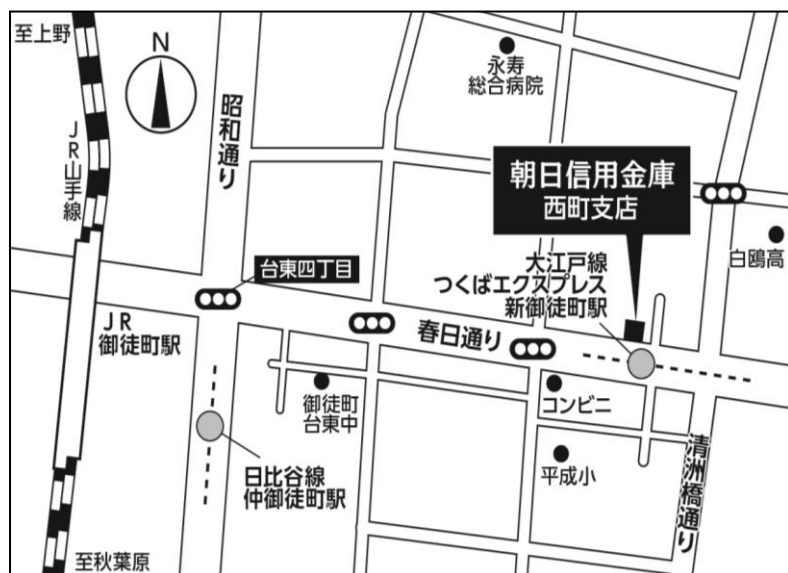 至上野
N
永寿
総合病院
昭和通り
JR山手線
朝日信用金庫
西町支店
白鷗高
大江戸線
つくばエクスプレス
新御徒町駅
台東四丁目
JR
御徒町駅
春日通り
御徒町
台東中
コンビニ
日比谷線
仲御徒町駅
平成小
清洲橋通り
至秋葉原